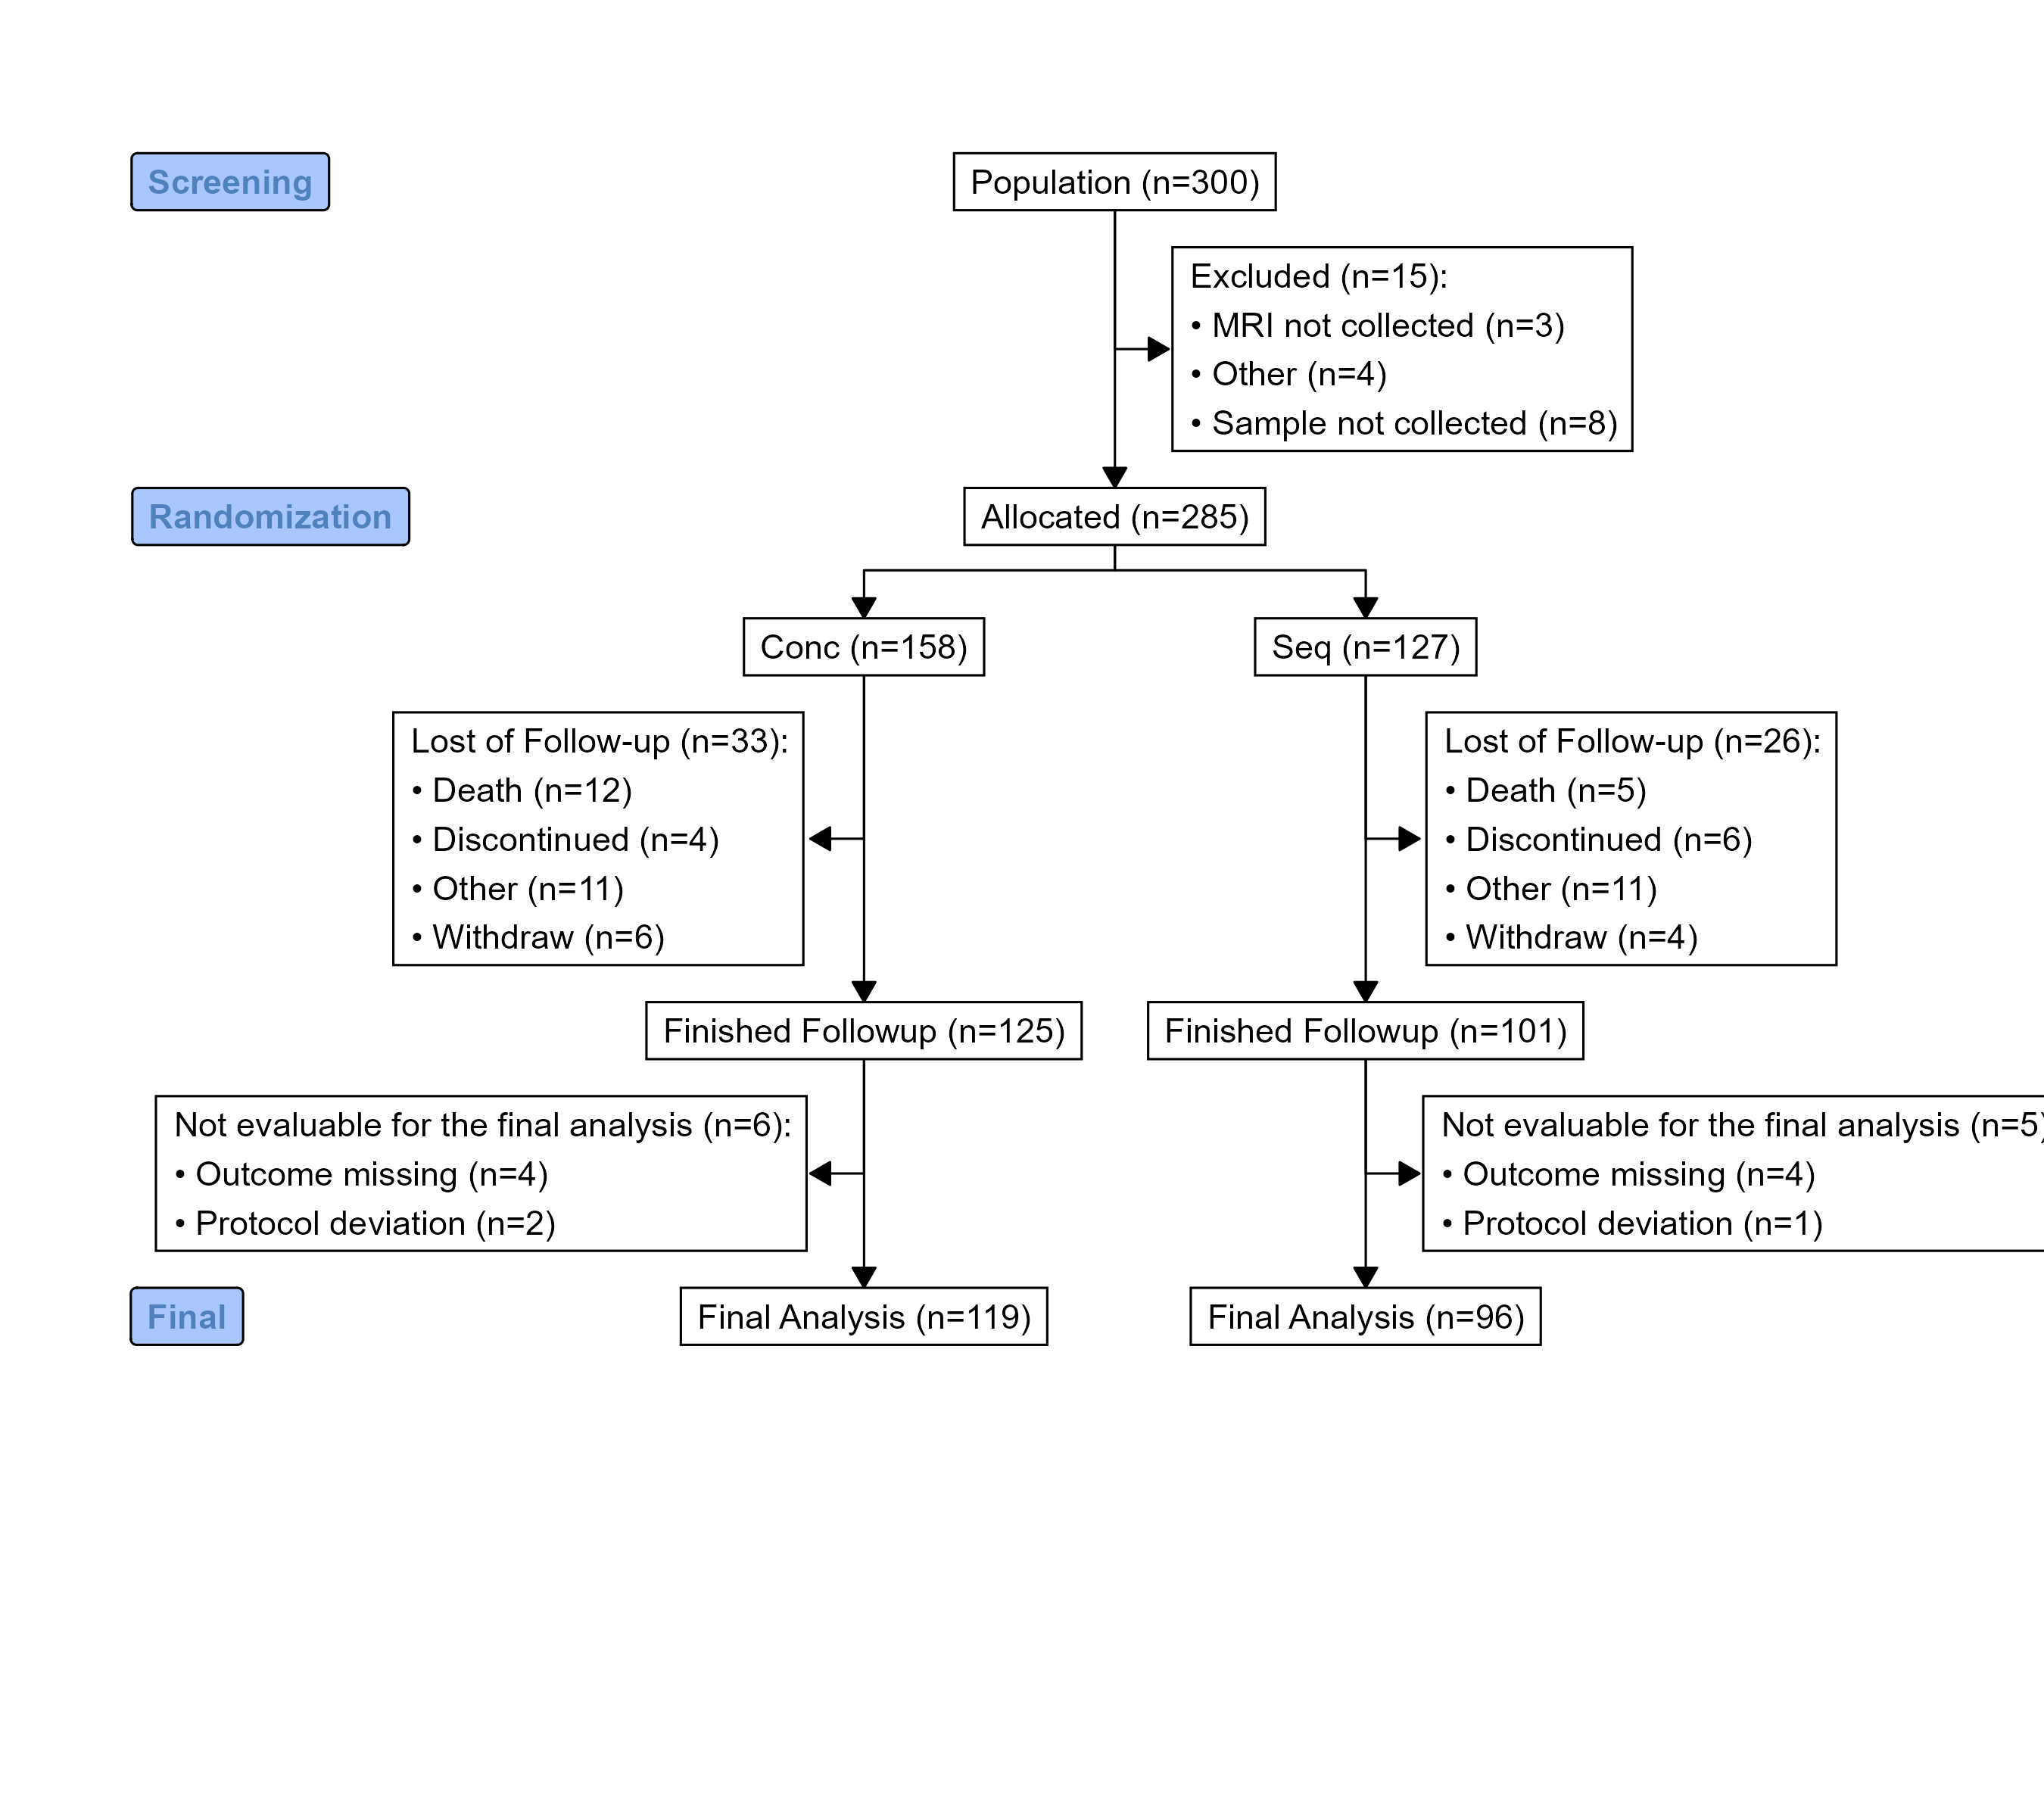 Screening
Population (n=300)
Excluded (n=15):
• MRI not collected (n=3)
• Other (n=4)
• Sample not collected (n=8)
Randomization
Allocated (n=285)
Conc (n=158)
Seq (n=127)
Lost of Follow-up (n=33):
• Death (n=12)
• Discontinued (n=4)
• Other (n=11)
• Withdraw (n=6)
Lost of Follow-up (n=26):
• Death (n=5)
• Discontinued (n=6)
• Other (n=11)
• Withdraw (n=4)
Finished Followup (n=125)
Finished Followup (n=101)
Not evaluable for the final analysis (n=6):
• Outcome missing (n=4)
• Protocol deviation (n=2)
Not evaluable for the final analysis (n=5)
• Outcome missing (n=4)
• Protocol deviation (n=1)
Final
Final Analysis (n=119)
Final Analysis (n=96)